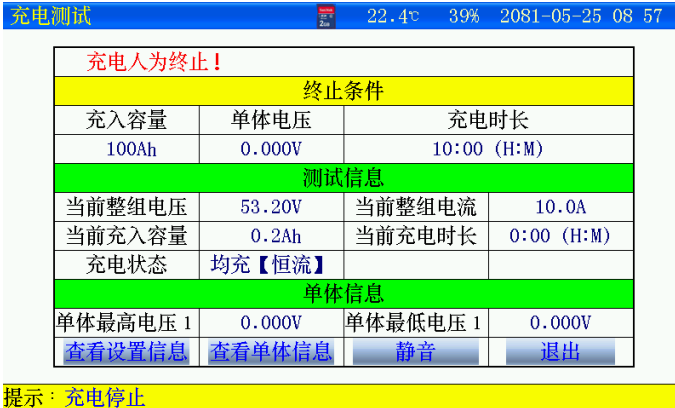 充电测试 22.4℃ 39% 2081-05-25 08 57
充电人为终止！
终止条件
充入容量 单体电压 充电时长
100Ah 0.000V 10:00 (H:M)
测试信息
当前整组电压 53.20V 当前整组电流 10.0A
当前充入容量 0.2Ah 当前充电时长 0:00 (H:M)
充电状态 均充【恒流】
单体信息
单体最高电压 1 0.000V 单体最低电压 1 0.000V
查看设置信息 查看单体信息 静音 退出
提示：充电停止